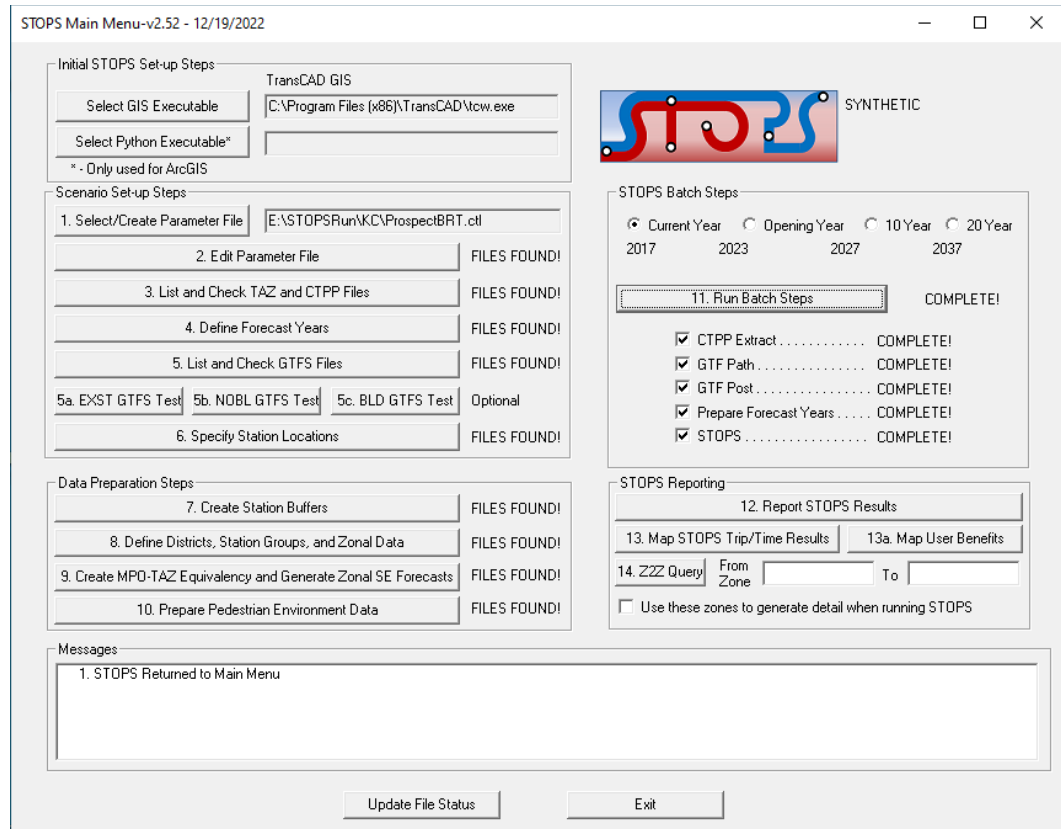 STOPS Main Menu-v2.52 - 12/19/2022
Initial STOPS Set-up Steps
TransCAD GIS
Select GIS Executable C:\Program Files (x86)\TransCAD\tcw.exe
Select Python Executable*
* - Only used for ArcGIS
STOPS SYNTHETIC
Scenario Set-up Steps
1. Select/Create Parameter File E:\STOPSRun\KC\ProspectBRT.ctl
2. Edit Parameter File FILES FOUND!
3. List and Check TAZ and CTPP Files FILES FOUND!
4. Define Forecast Years FILES FOUND!
5. List and Check GTFS Files FILES FOUND!
5a. EXST GTFS Test 5b. NOBL GTFS Test 5c. BLD GTFS Test Optional
6. Specify Station Locations FILES FOUND!
STOPS Batch Steps
Current Year Opening Year 10 Year 20 Year
2017 2023 2027 2037
11. Run Batch Steps COMPLETE!
CTPP Extract . . . . . . . . . . . . COMPLETE!
GTF Path . . . . . . . . . . . . . . . COMPLETE!
GTF Post . . . . . . . . . . . . . . . COMPLETE!
Prepare Forecast Years . . . . . COMPLETE!
STOPS . . . . . . . . . . . . . . . . . COMPLETE!
Data Preparation Steps
7. Create Station Buffers FILES FOUND!
8. Define Districts, Station Groups, and Zonal Data FILES FOUND!
9. Create MPO-TAZ Equivalency and Generate Zonal SE Forecasts FILES FOUND!
10. Prepare Pedestrian Environment Data FILES FOUND!
STOPS Reporting
12. Report STOPS Results
13. Map STOPS Trip/Time Results 13a. Map User Benefits
14. Z2Z Query From Zone To
Use these zones to generate detail when running STOPS
Messages
1. STOPS Returned to Main Menu
Update File Status Exit